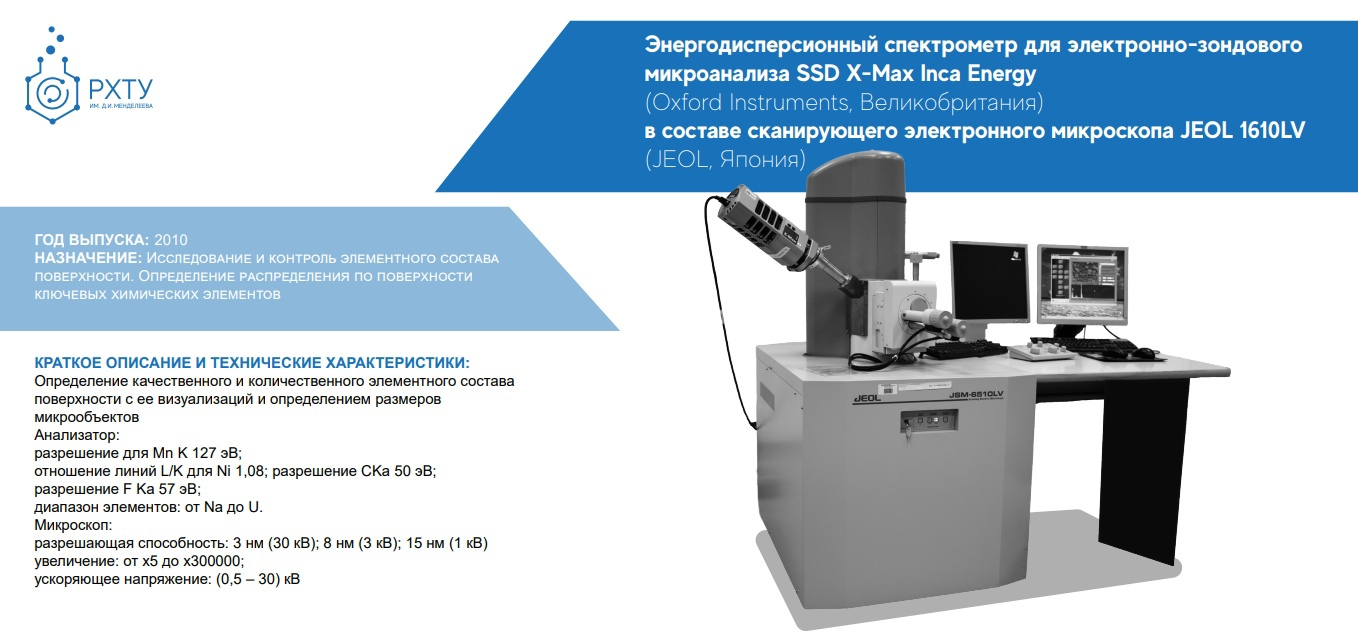 РХТУ
ИМ. Д.И. МЕНДЕЛЕЕВА
Энергодисперсионный спектрометр для электронно-зондового
микроанализа SSD X-Max Inca Energy
(Oxford Instruments, Великобритания)
в составе сканирующего электронного микроскопа JEOL 1610LV
(JEOL, Япония)
ГОД ВЫПУСКА: 2010
НАЗНАЧЕНИЕ: Исследование и контроль элементного состава
поверхности. Определение распределения по поверхности
ключевых химических элементов
КРАТКОЕ ОПИСАНИЕ И ТЕХНИЧЕСКИЕ ХАРАКТЕРИСТИКИ:
Определение качественного и количественного элементного состава
поверхности с ее визуализаций и определением размеров
микрообъектов
Анализатор:
разрешение для Mn K 127 эВ;
отношение линий L/K для Ni 1,08; разрешение CKa 50 эВ;
разрешение F Ka 57 эВ;
диапазон элементов: от Na до U.
Микроскоп:
разрешающая способность: 3 нм (30 кВ); 8 нм (3 кВ); 15 нм (1 кВ)
увеличение: от х5 до х300000;
ускоряющее напряжение: (0,5 – 30) кВ
JEOL
JSM-6510LV